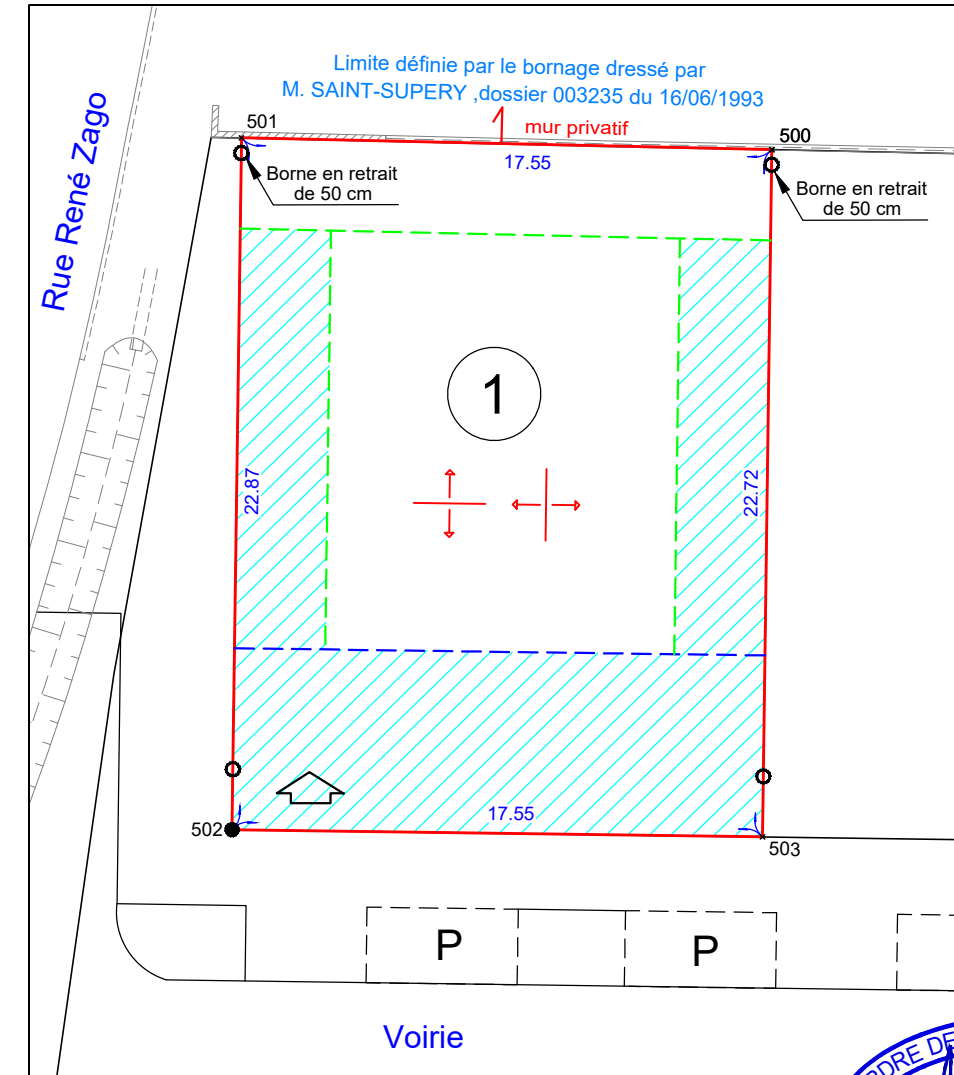 Limite définie par le bornage dressé par
M. SAINT-SUPERY ,dossier 003235 du 16/06/1993
Rue René Zago
501
mur privatif
500
17.55
Borne en retrait
de 50 cm
Borne en retrait
de 50 cm
1
22.87
22.72
17.55
502
503
P
P
Voirie
ORDRE DE